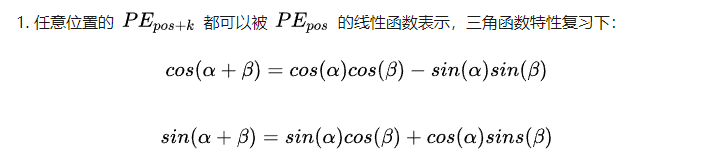 1. 任意位置的 PE_{pos+k} 都可以被 PE_{pos} 的线性函数表示，三角函数特性复习下：
cos(α + β) = cos(α)cos(β) − sin(α)sin(β)
sin(α + β) = sin(α)cos(β) + cos(α)sins(β)